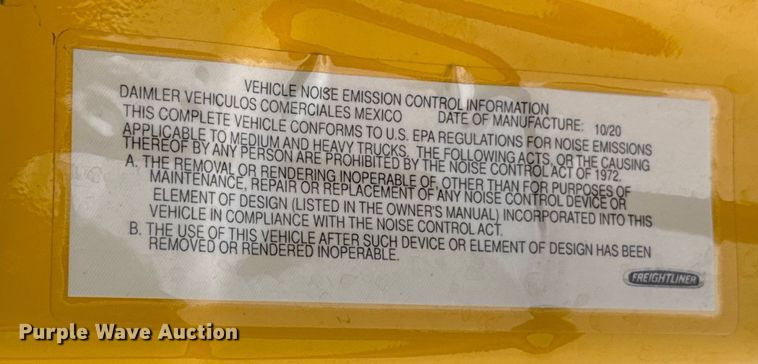 VEHICLE NOISE EMISSION CONTROL INFORMATION
DAIMLER VEHICULOS COMERCIALES MEXICO DATE OF MANUFACTURE: 10/20
THIS COMPLETE VEHICLE CONFORMS TO U.S. EPA REGULATIONS FOR NOISE EMISSIONS
APPLICABLE TO MEDIUM AND HEAVY TRUCKS. THE FOLLOWING ACTS, OR THE CAUSING
THEREOF BY ANY PERSON ARE PROHIBITED BY THE NOISE CONTROL ACT OF 1972.
A. THE REMOVAL OR RENDERING INOPERABLE OF, OTHER THAN FOR PURPOSES OF
MAINTENANCE, REPAIR OR REPLACEMENT OF ANY NOISE CONTROL DEVICE OR
ELEMENT OF DESIGN (LISTED IN THE OWNER'S MANUAL) INCORPORATED INTO THIS
VEHICLE IN COMPLIANCE WITH THE NOISE CONTROL ACT.
B. THE USE OF THIS VEHICLE AFTER SUCH DEVICE OR ELEMENT OF DESIGN HAS BEEN
REMOVED OR RENDERED INOPERABLE.
FREIGHTLINER
Purple Wave Auction